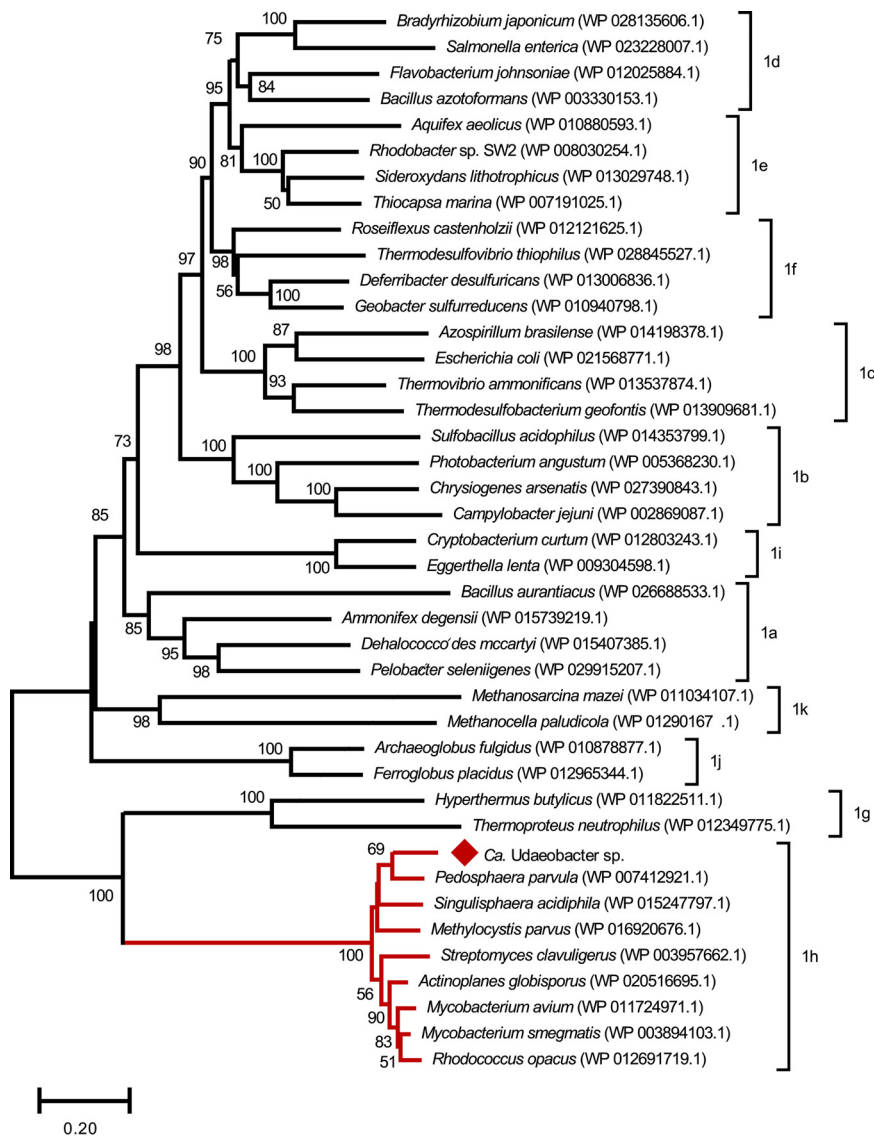 100
Bradyrhizobium japonicum (WP 028135606.1)
75
Salmonella enterica (WP 023228007.1)
1d
Flavobacterium johnsoniae (WP 012025884.1)
95
84
Bacillus azotoformans (WP 003330153.1)
Aquifex aeolicus (WP 010880593.1)
90
81
100
Rhodobacter sp. SW2 (WP 008030254.1)
1e
Sideroxydans lithotrophicus (WP 013029748.1)
50
Thiocapsa marina (WP 007191025.1)
Roseiflexus castenholzii (WP 012121625.1)
97
98
Thermodesulfovibrio thiophilus (WP 028845527.1)
1f
Deferribacter desulfuricans (WP 013006836.1)
56
100
Geobacter sulfurreducens (WP 010940798.1)
87
Azospirillum brasilense (WP 014198378.1)
98
100
Escherichia coli (WP 021568771.1)
1c
93
Thermovibrio ammonificans (WP 013537874.1)
Thermodesulfobacterium geofontis (WP 013909681.1)
73
100
Sulfobacillus acidophilus (WP 014353799.1)
100
Photobacterium angustum (WP 005368230.1)
1b
100
Chrysiogenes arsenatis (WP 027390843.1)
85
Campylobacter jejuni (WP 002869087.1)
Cryptobacterium curtum (WP 012803243.1)
1i
100
Eggerthella lenta (WP 009304598.1)
Bacillus aurantiacus (WP 026688533.1)
85
Ammonifex degensii (WP 015739219.1)
1a
95
Dehalococco´des mccartyi (WP 015407385.1)
98
Pelobacter seleniigenes (WP 029915207.1)
Methanosarcina mazei (WP 011034107.1)
1k
98
Methanocella paludicola (WP 01290167 .1)
100
Archaeoglobus fulgidus (WP 010878877.1)
1j
Ferroglobus placidus (WP 012965344.1)
100
Hyperthermus butylicus (WP 011822511.1)
1g
Thermoproteus neutrophilus (WP 012349775.1)
69
Ca. Udaeobacter sp.
100
Pedosphaera parvula (WP 007412921.1)
Singulisphaera acidiphila (WP 015247797.1)
Methylocystis parvus (WP 016920676.1)
100
Streptomyces clavuligerus (WP 003957662.1)
1h
56
Actinoplanes globisporus (WP 020516695.1)
90
Mycobacterium avium (WP 011724971.1)
83
Mycobacterium smegmatis (WP 003894103.1)
51
Rhodococcus opacus (WP 012691719.1)
0.20